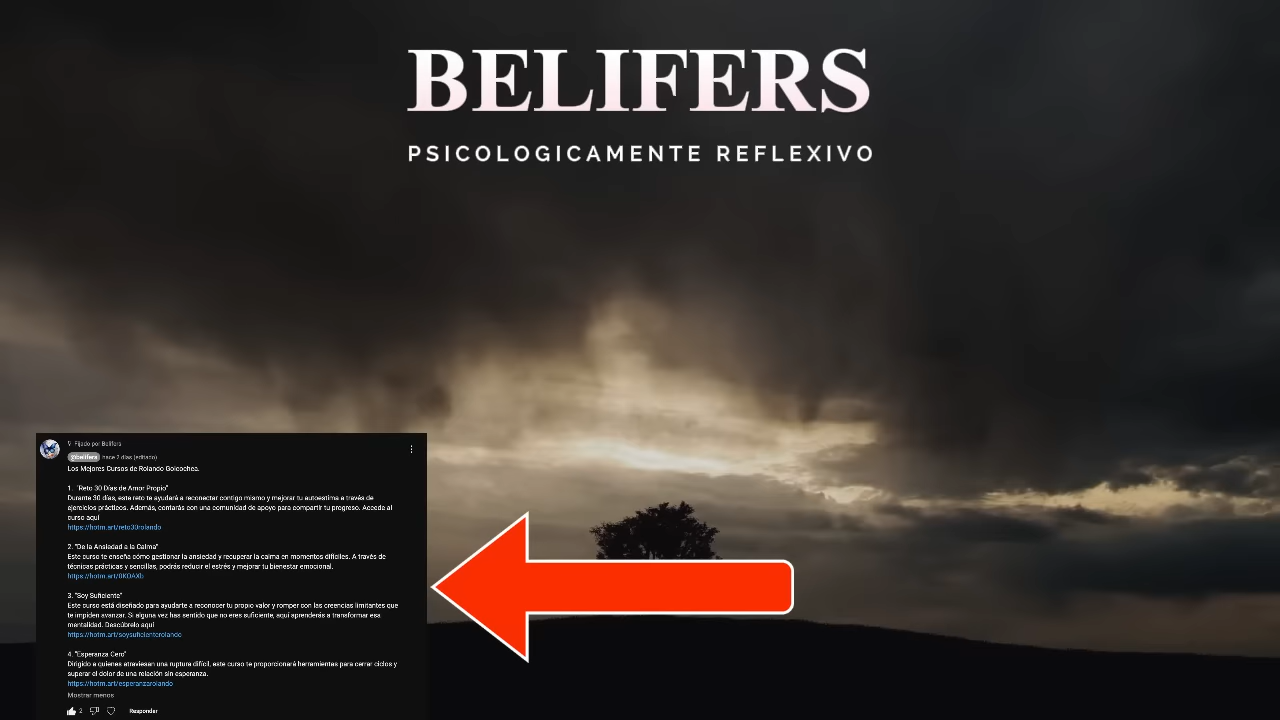 BELIFERS
PSICOLOGICAMENTE REFLEXIVO
Fijado por Belifers
@belifers hace 2 días (editado)
Los Mejores Cursos de Rolando Goicochea.
1. "Reto 30 Días de Amor Propio"
Durante 30 días, este reto te ayudará a reconectar contigo mismo y mejorar tu autoestima a través de
ejercicios prácticos. Además, contarás con una comunidad de apoyo para compartir tu progreso. Accede al
curso aquí
https://hotm.art/reto30rolando
2. "De la Ansiedad a la Calma"
Este curso te enseña cómo gestionar la ansiedad y recuperar la calma en momentos difíciles. A través de
técnicas prácticas y sencillas, podrás reducir el estrés y mejorar tu bienestar emocional.
https://hotm.art/0KOAXb
3. "Soy Suficiente"
Este curso está diseñado para ayudarte a reconocer tu propio valor y romper con las creencias limitantes que
te impiden avanzar. Si alguna vez has sentido que no eres suficiente, aquí aprenderás a transformar esa
mentalidad. Descúbrelo aquí
https://hotm.art/soysuficienterolando
4. "Esperanza Cero"
Dirigido a quienes atraviesan una ruptura difícil, este curso te proporcionará herramientas para cerrar ciclos y
superar el dolor de una relación sin esperanza.
https://hotm.art/esperanzarolando
Mostrar menos
2 Responder